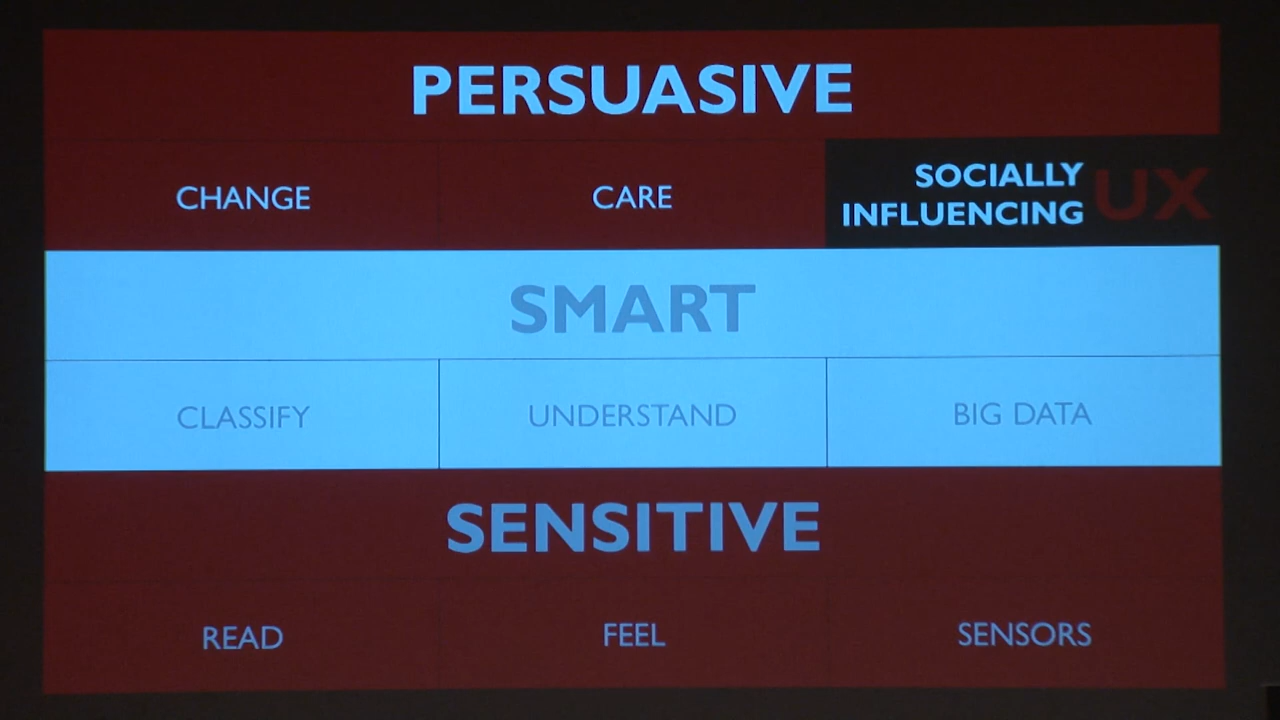 PERSUASIVE
CHANGE
CARE
SOCIALLY
INFLUENCING
UX
SMART
CLASSIFY
UNDERSTAND
BIG DATA
SENSITIVE
READ
FEEL
SENSORS